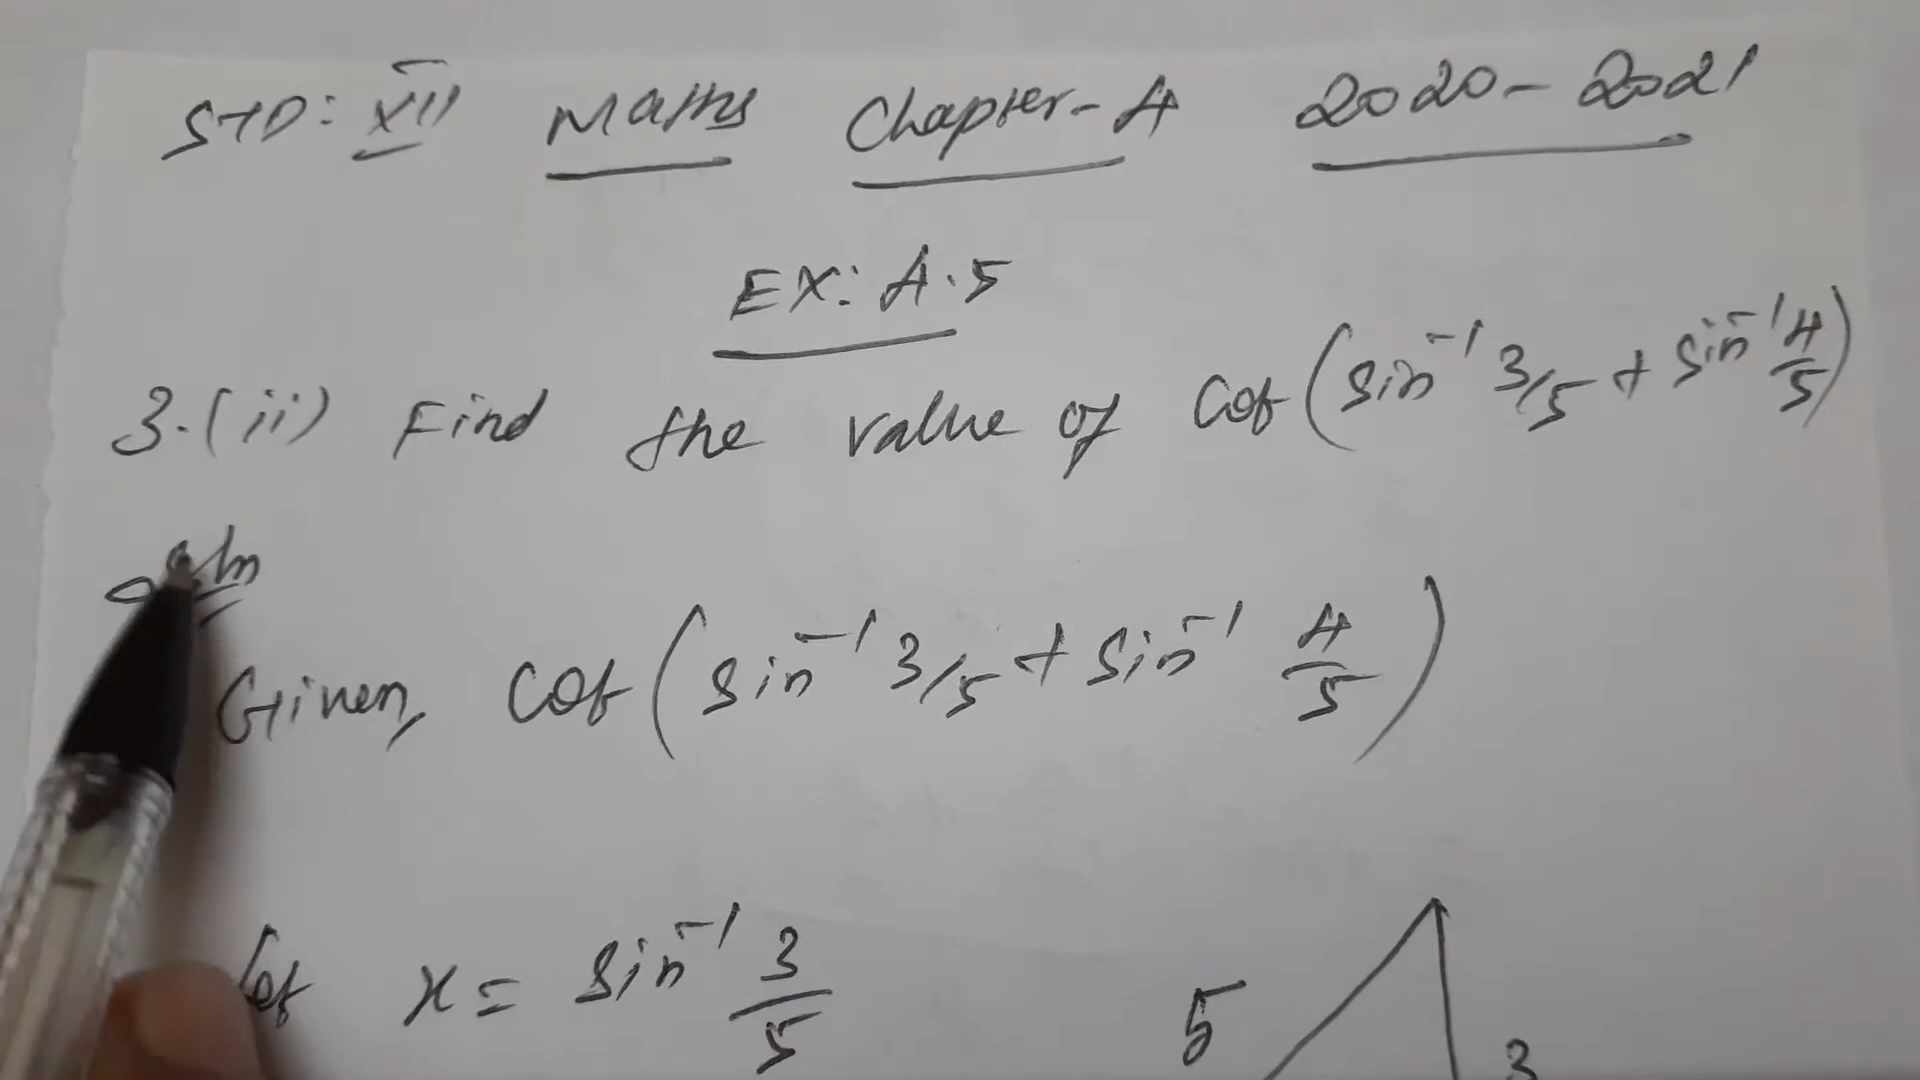 STD: XII Maths Chapter-4 2020-2021
EX: 4.5
3.(ii) Find the value of Cot(sin⁻¹ 3/5 + sin⁻¹ 4/5)
Soln
Given, Cot(sin⁻¹ 3/5 + sin⁻¹ 4/5)
let x = sin⁻¹ 3/5
5 3